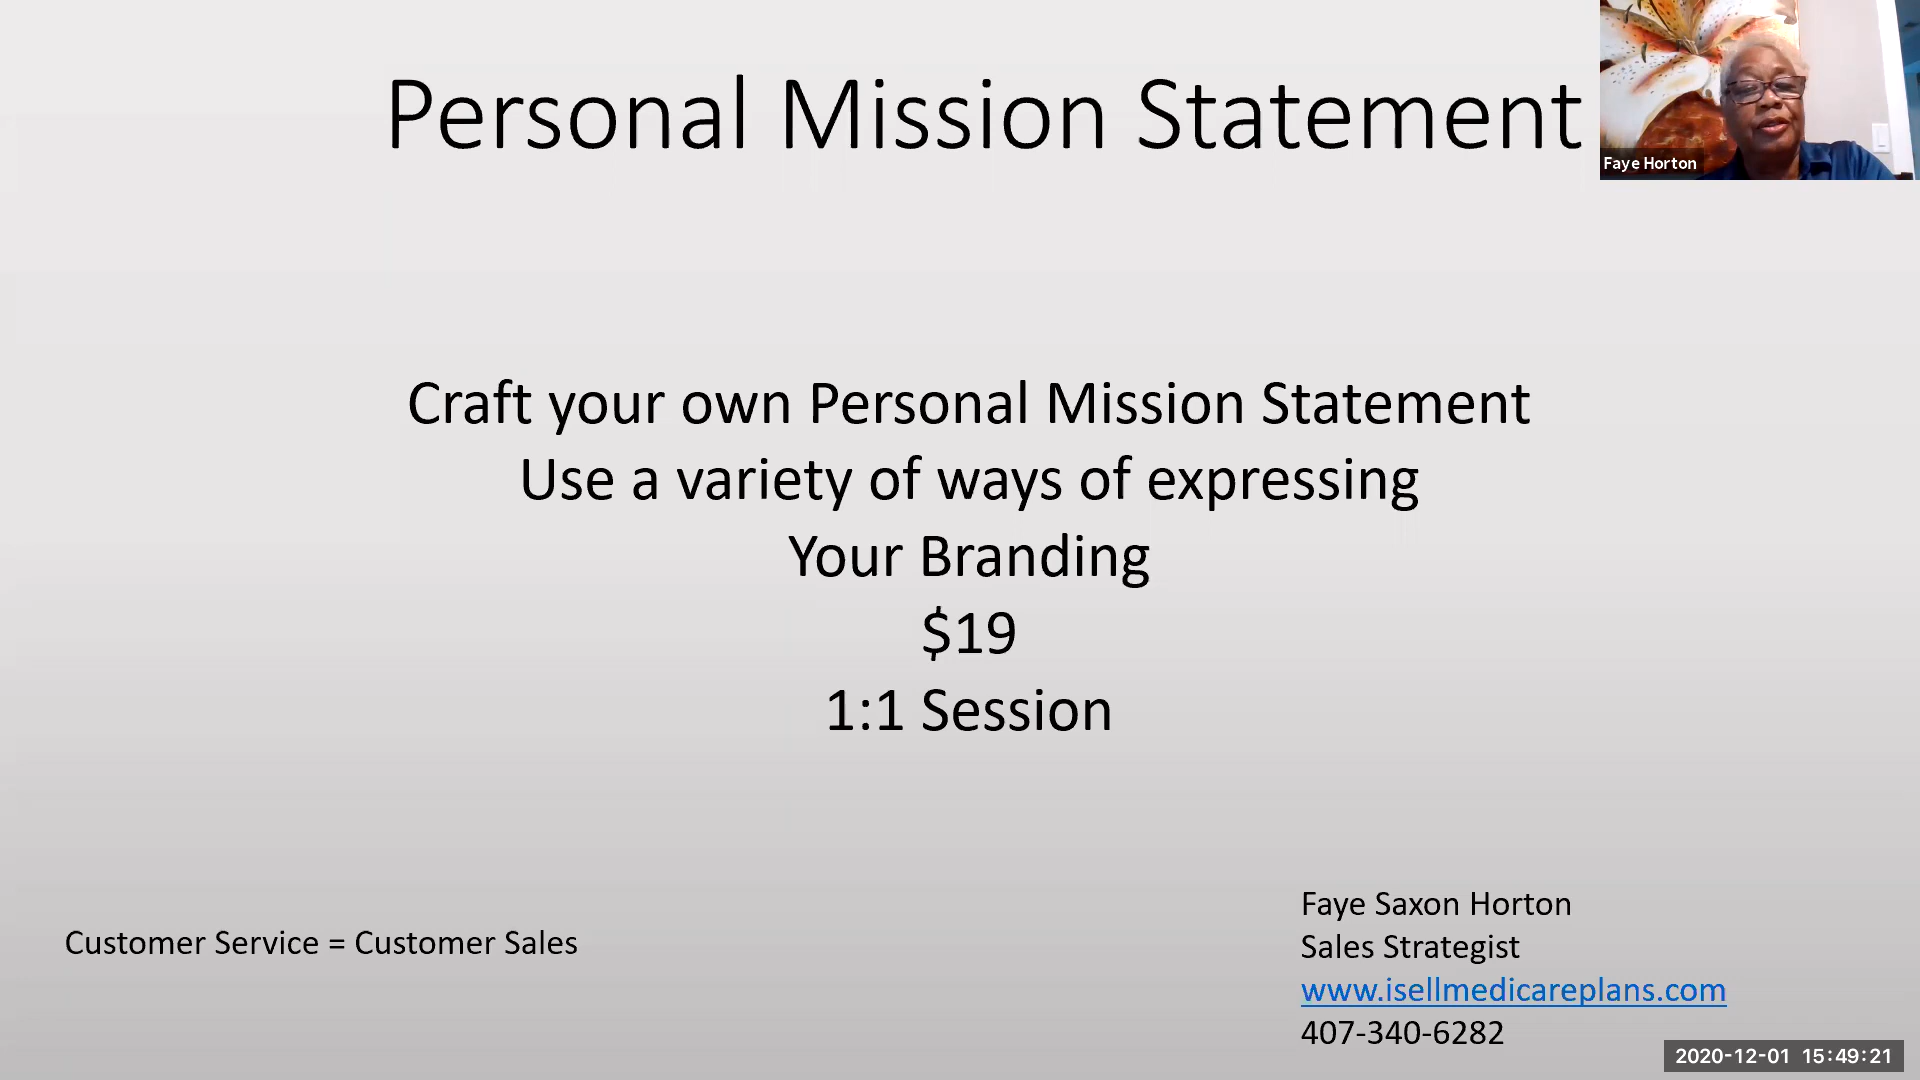 Personal Mission Statement
Faye Horton
Craft your own Personal Mission Statement
Use a variety of ways of expressing
Your Branding
$19
1:1 Session
Customer Service = Customer Sales
Faye Saxon Horton
Sales Strategist
www.isellmedicareplans.com
407-340-6282
2020-12-01 15:49:21